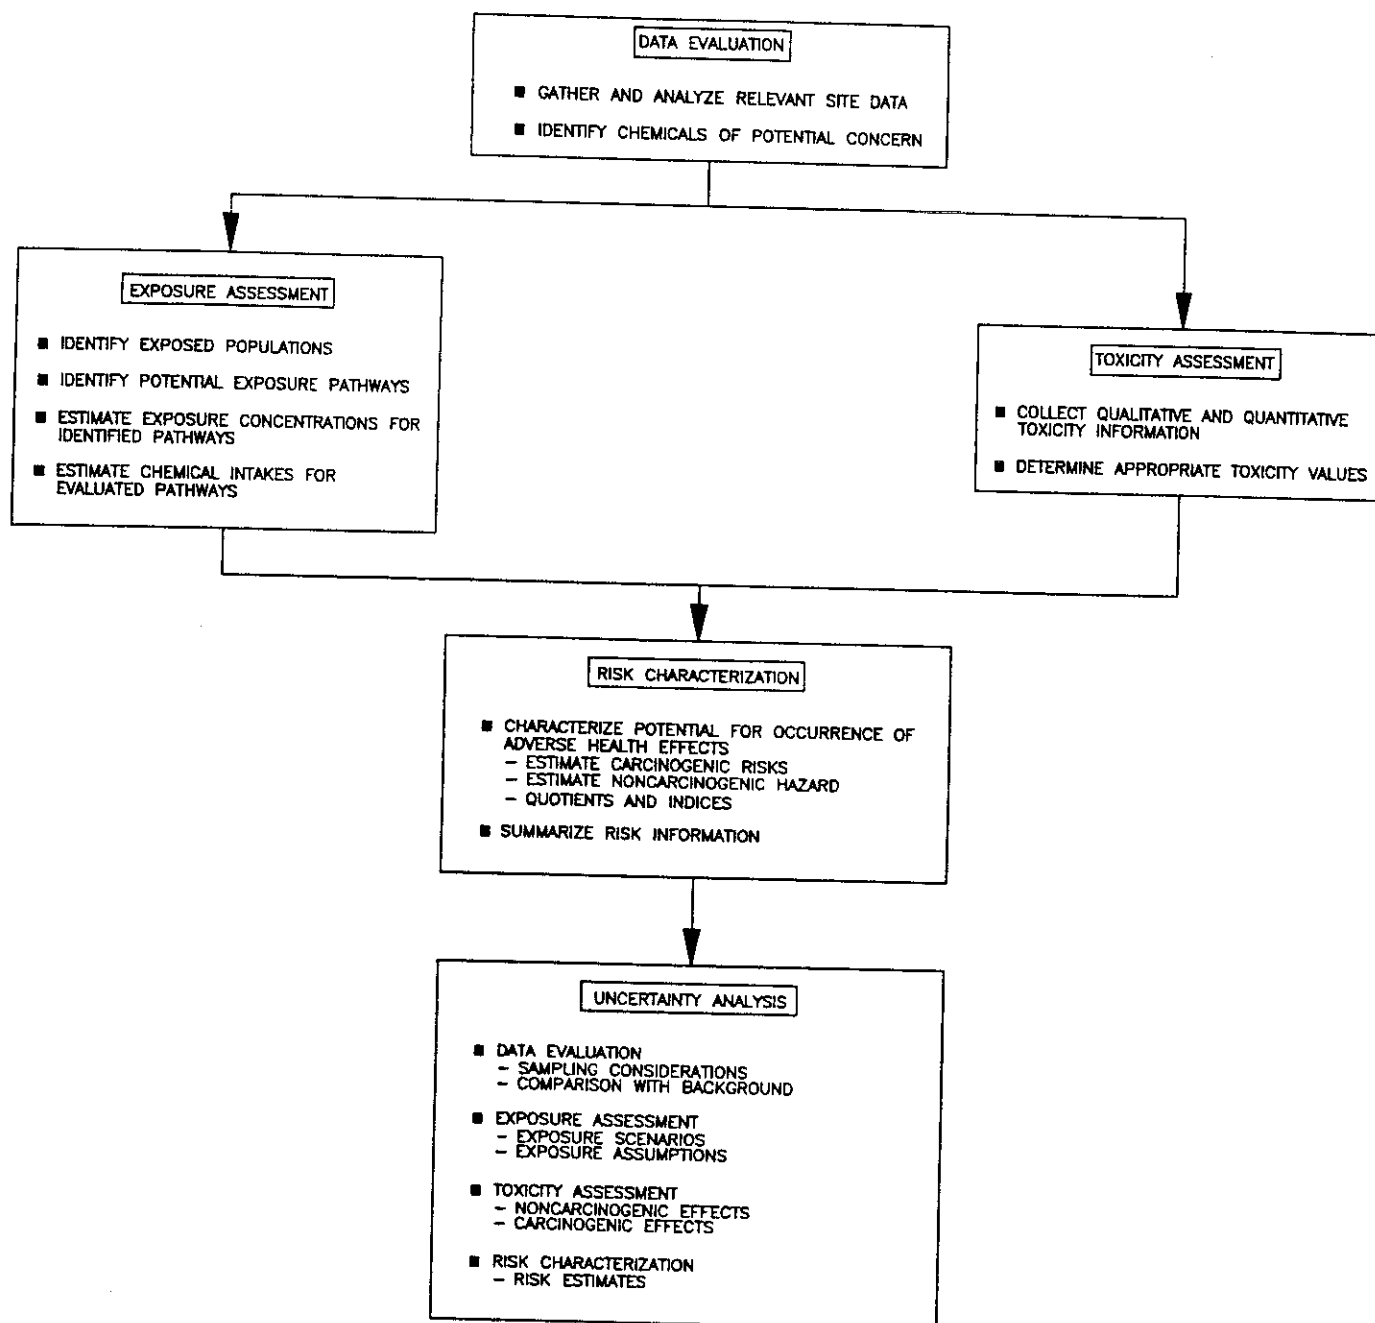 DATA EVALUATION
■ GATHER AND ANALYZE RELEVANT SITE DATA
■ IDENTIFY CHEMICALS OF POTENTIAL CONCERN
EXPOSURE ASSESSMENT
■ IDENTIFY EXPOSED POPULATIONS
■ IDENTIFY POTENTIAL EXPOSURE PATHWAYS
■ ESTIMATE EXPOSURE CONCENTRATIONS FOR
IDENTIFIED PATHWAYS
■ ESTIMATE CHEMICAL INTAKES FOR
EVALUATED PATHWAYS
TOXICITY ASSESSMENT
■ COLLECT QUALITATIVE AND QUANTITATIVE
TOXICITY INFORMATION
■ DETERMINE APPROPRIATE TOXICITY VALUES
RISK CHARACTERIZATION
■ CHARACTERIZE POTENTIAL FOR OCCURRENCE OF
ADVERSE HEALTH EFFECTS
– ESTIMATE CARCINOGENIC RISKS
– ESTIMATE NONCARCINOGENIC HAZARD
– QUOTIENTS AND INDICES
■ SUMMARIZE RISK INFORMATION
UNCERTAINTY ANALYSIS
■ DATA EVALUATION
– SAMPLING CONSIDERATIONS
– COMPARISON WITH BACKGROUND
■ EXPOSURE ASSESSMENT
– EXPOSURE SCENARIOS
– EXPOSURE ASSUMPTIONS
■ TOXICITY ASSESSMENT
– NONCARCINOGENIC EFFECTS
– CARCINOGENIC EFFECTS
■ RISK CHARACTERIZATION
– RISK ESTIMATES